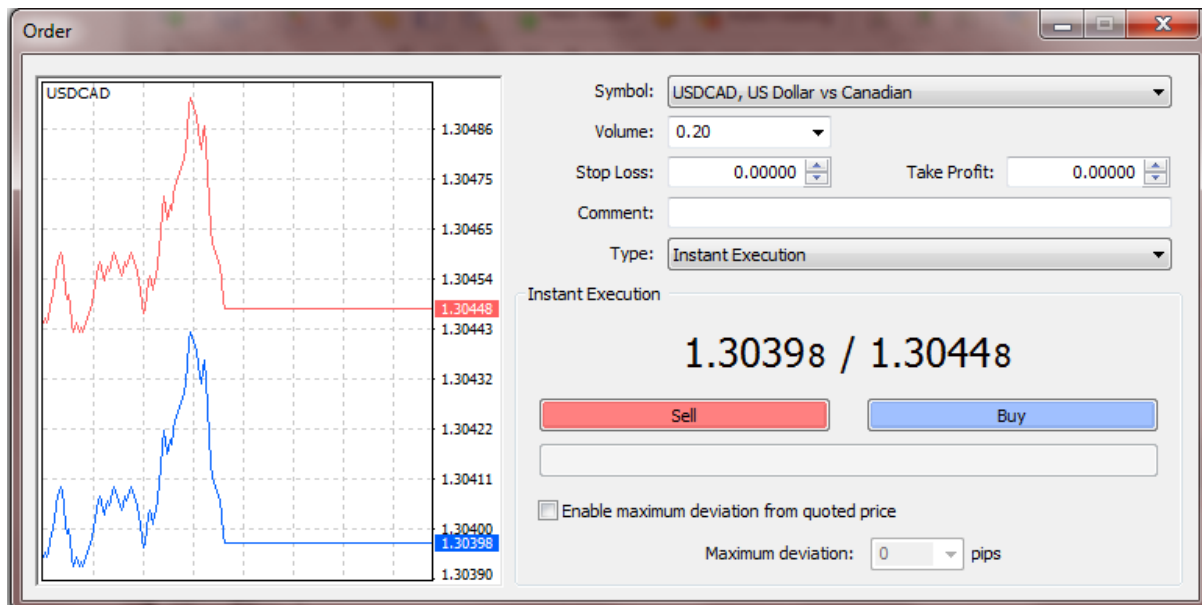 Order
USDCAD
1.30486
1.30475
1.30465
1.30454
1.30448
1.30443
1.30432
1.30422
1.30411
1.30400
1.30398
1.30390
Symbol: USDCAD, US Dollar vs Canadian
Volume: 0.20
Stop Loss: 0.00000 Take Profit: 0.00000
Comment:
Type: Instant Execution
Instant Execution
1.30398 / 1.30448
Sell Buy
Enable maximum deviation from quoted price
Maximum deviation: 0 pips